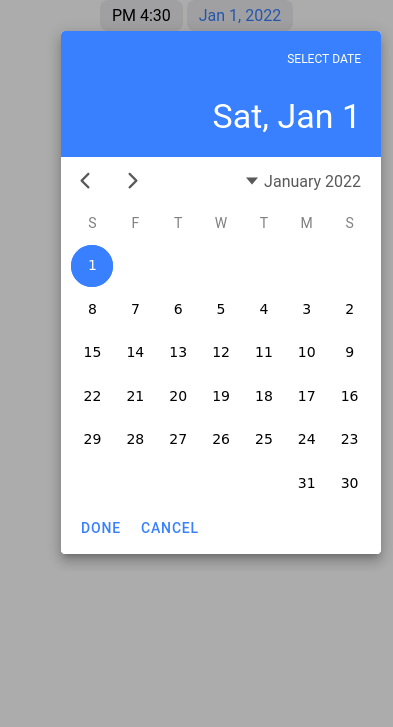 PM 4:30 Jan 1, 2022
SELECT DATE
Sat, Jan 1
January 2022
S F T W T M S
1
8 7 6 5 4 3 2
15 14 13 12 11 10 9
22 21 20 19 18 17 16
29 28 27 26 25 24 23
31 30
DONE CANCEL